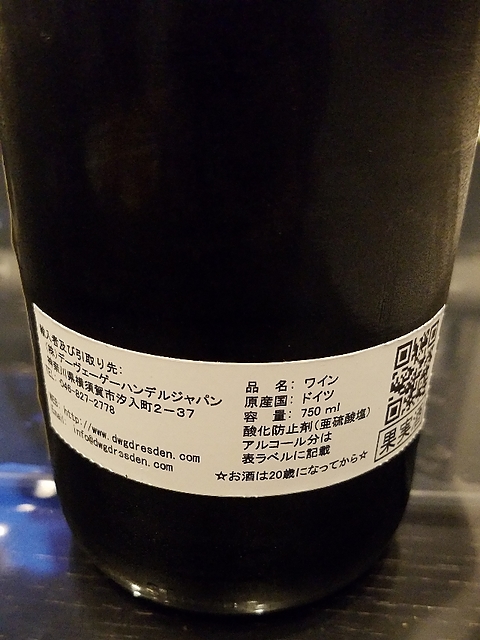 輸入者及び引取り先:
(株)デーヴェーゲーハンデルジャパン
神奈川県横須賀市汐入町2-37
TEL: 046-827-2778
WEB: http://www.dwgdresden.com
Email: info@dwgdresden.com
品 名: ワイン
原産国: ドイツ
容 量: 750 ml
酸化防止剤(亜硫酸塩)
アルコール分は
表ラベルに記載
☆お酒は20歳になってから☆
果実